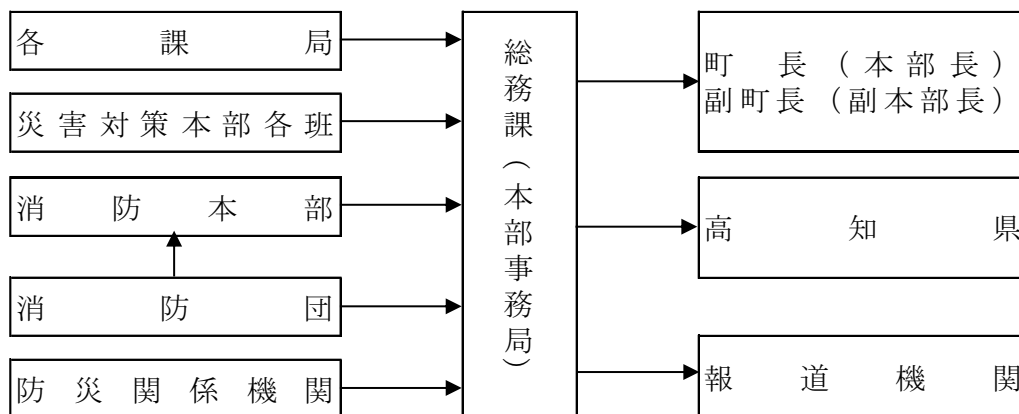 各課局
災害対策本部各班
消防本部
消防団
防災関係機関
総務課（本部事務局）
町長（本部長）
副町長（副本部長）
高知県
報道機関